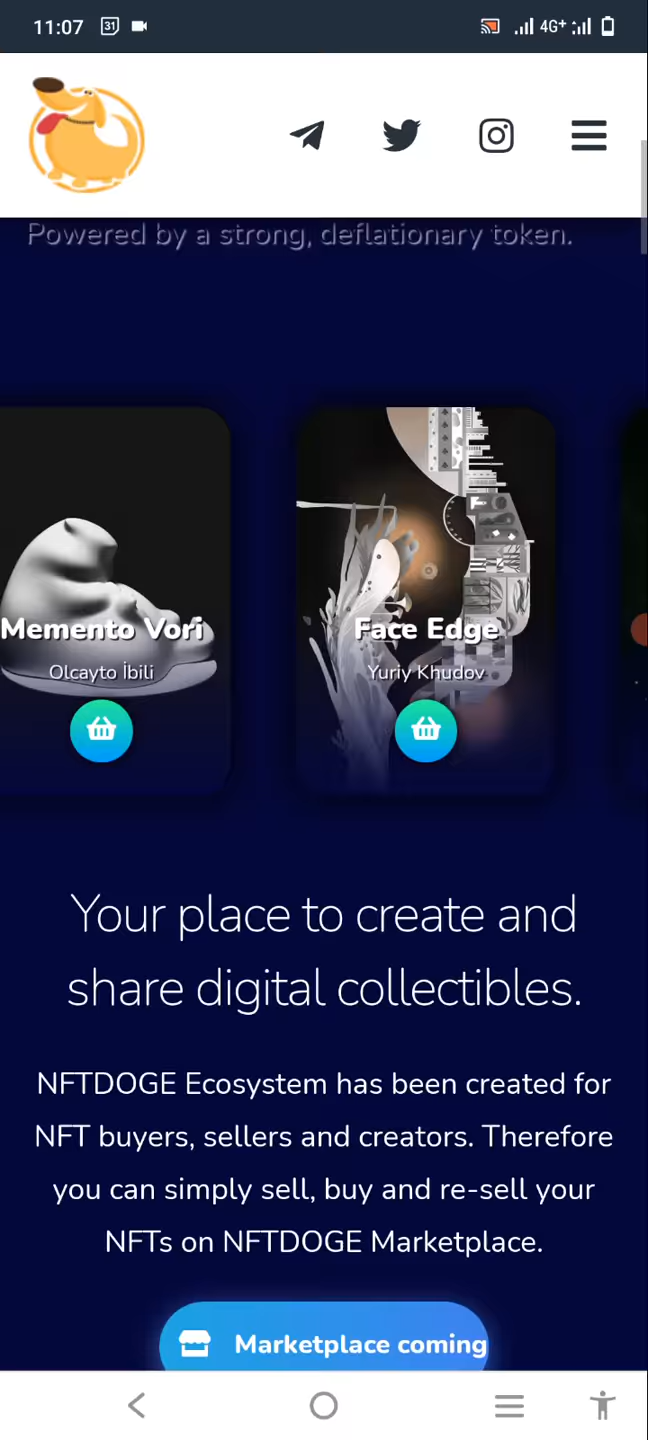 11:07
31
4G+
Powered by a strong, deflationary token.
Memento Vori
Olcayto İbili
Face Edge
Yuriy Khudov
Your place to create and
share digital collectibles.
NFTDOGE Ecosystem has been created for
NFT buyers, sellers and creators. Therefore
you can simply sell, buy and re-sell your
NFTs on NFTDOGE Marketplace.
Marketplace coming